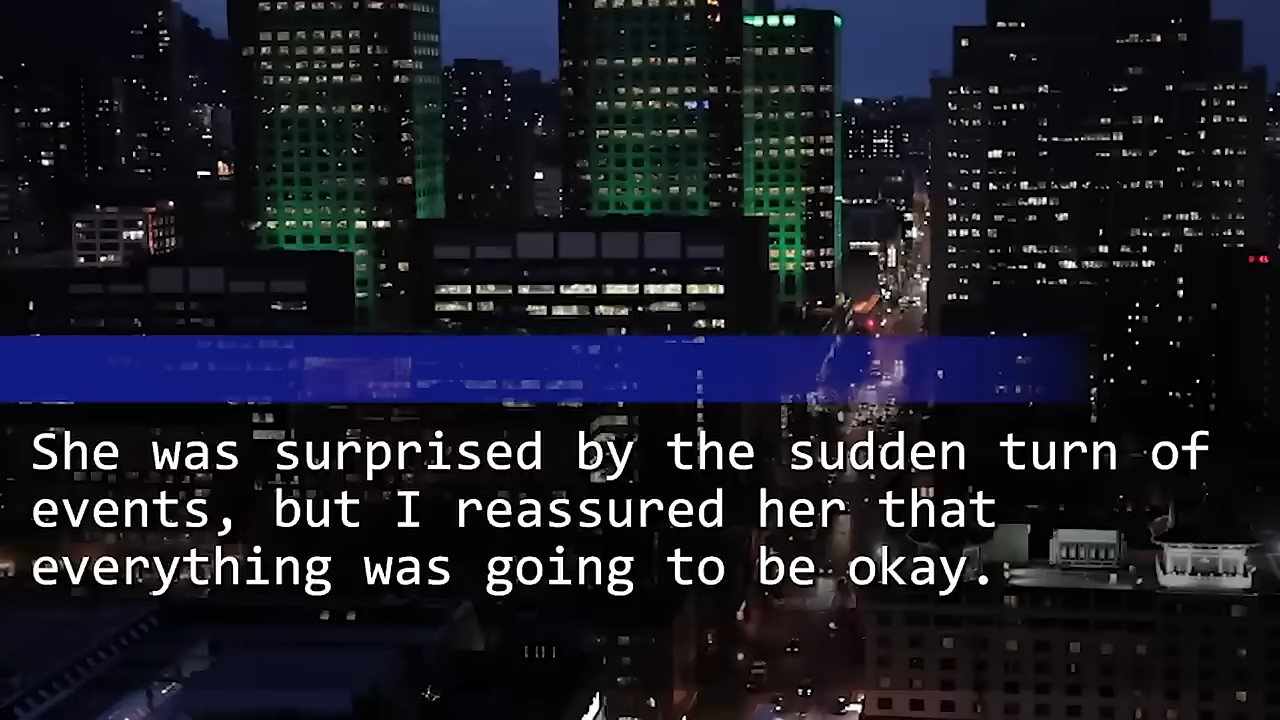 She was surprised by the sudden turn of
events, but I reassured her that
everything was going to be okay.